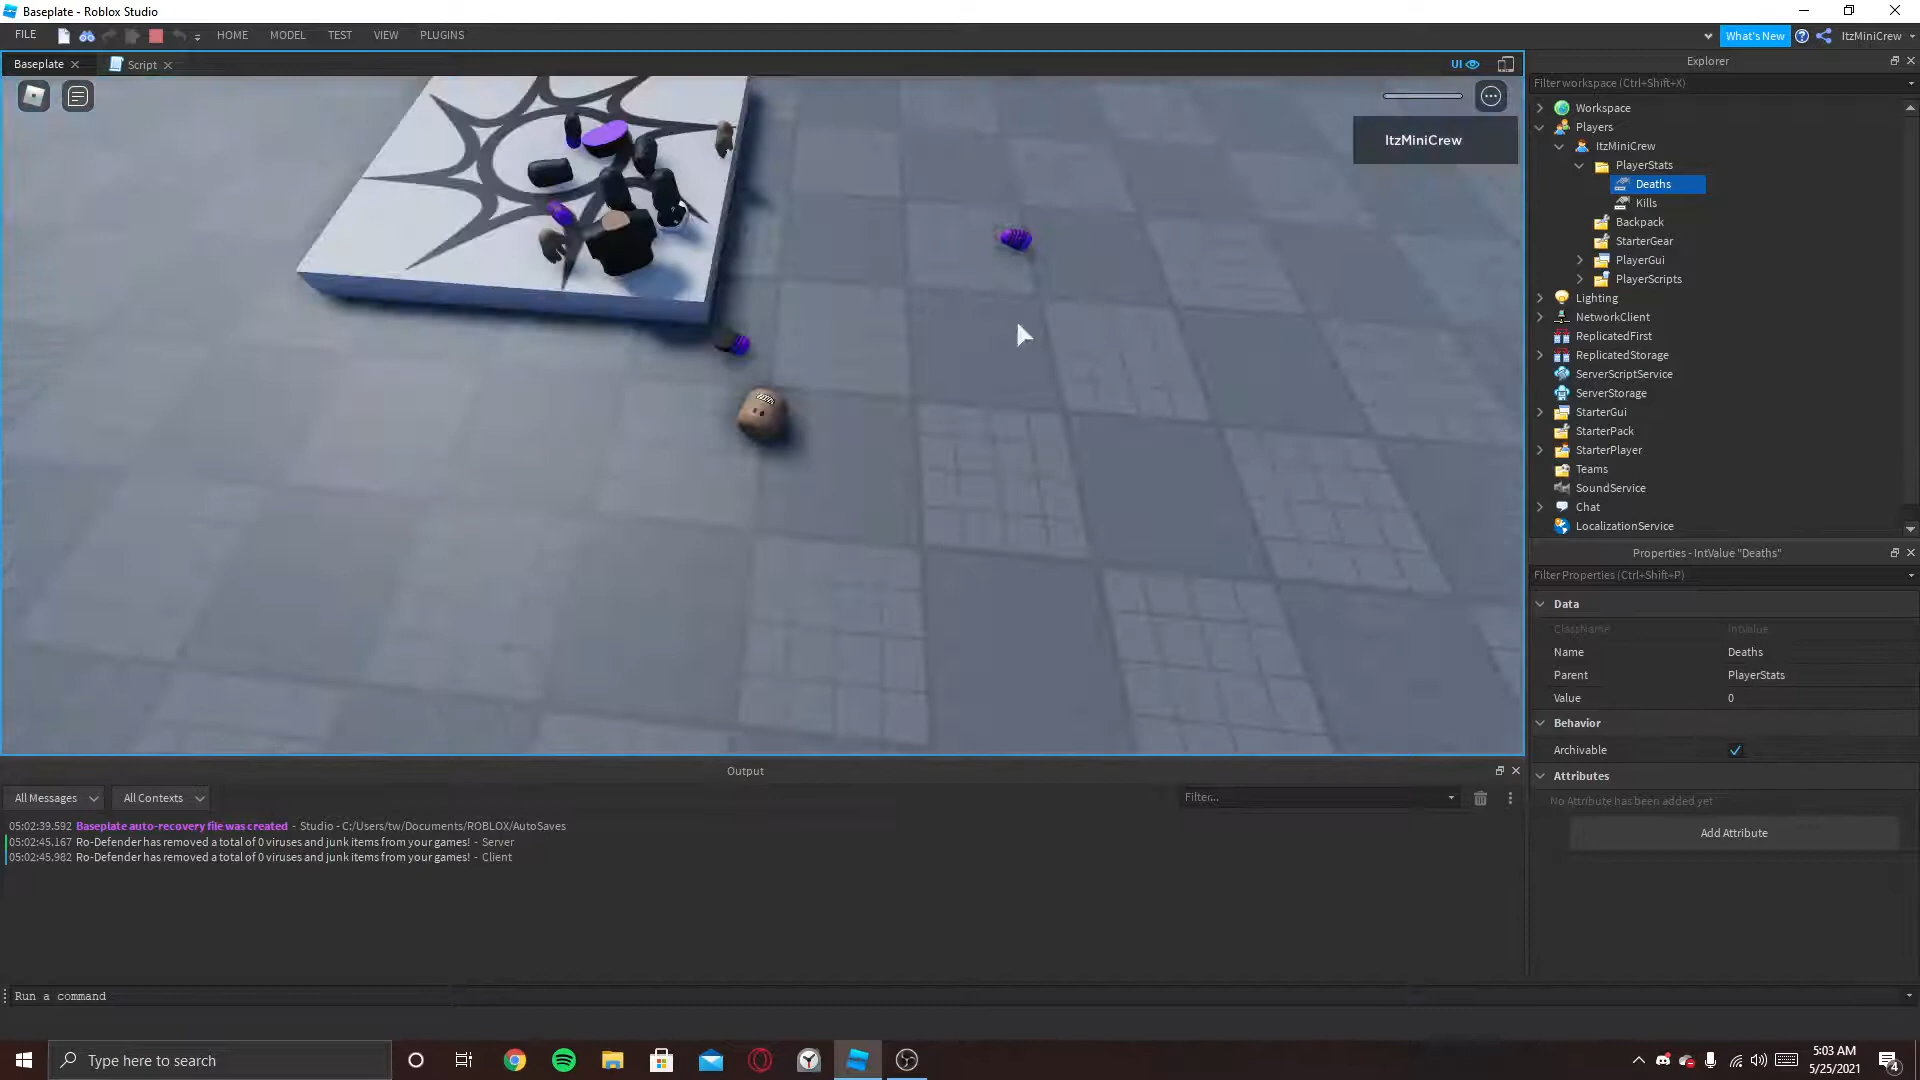 Baseplate - Roblox Studio
FILE
HOME
MODEL
TEST
VIEW
PLUGINS
What's New
ItzMiniCrew
Baseplate
Script
UI
ItzMiniCrew
Explorer
Filter workspace (Ctrl+Shift+X)
Workspace
Players
ItzMiniCrew
PlayerStats
Deaths
Kills
Backpack
StarterGear
PlayerGui
PlayerScripts
Lighting
NetworkClient
ReplicatedFirst
ReplicatedStorage
ServerScriptService
ServerStorage
StarterGui
StarterPack
StarterPlayer
Teams
SoundService
Chat
LocalizationService
Properties - IntValue "Deaths"
Filter Properties (Ctrl+Shift+P)
Data
ClassName IntValue
Name Deaths
Parent PlayerStats
Value 0
Behavior
Archivable
Attributes
No Attribute has been added yet
Add Attribute
Output
All Messages
All Contexts
Filter...
05:02:39.592 Baseplate auto-recovery file was created - Studio - C:/Users/tw/Documents/ROBLOX/AutoSaves
05:02:45.167 Ro-Defender has removed a total of 0 viruses and junk items from your games! - Server
05:02:45.982 Ro-Defender has removed a total of 0 viruses and junk items from your games! - Client
Run a command
Type here to search
5:03 AM
5/25/2021
4